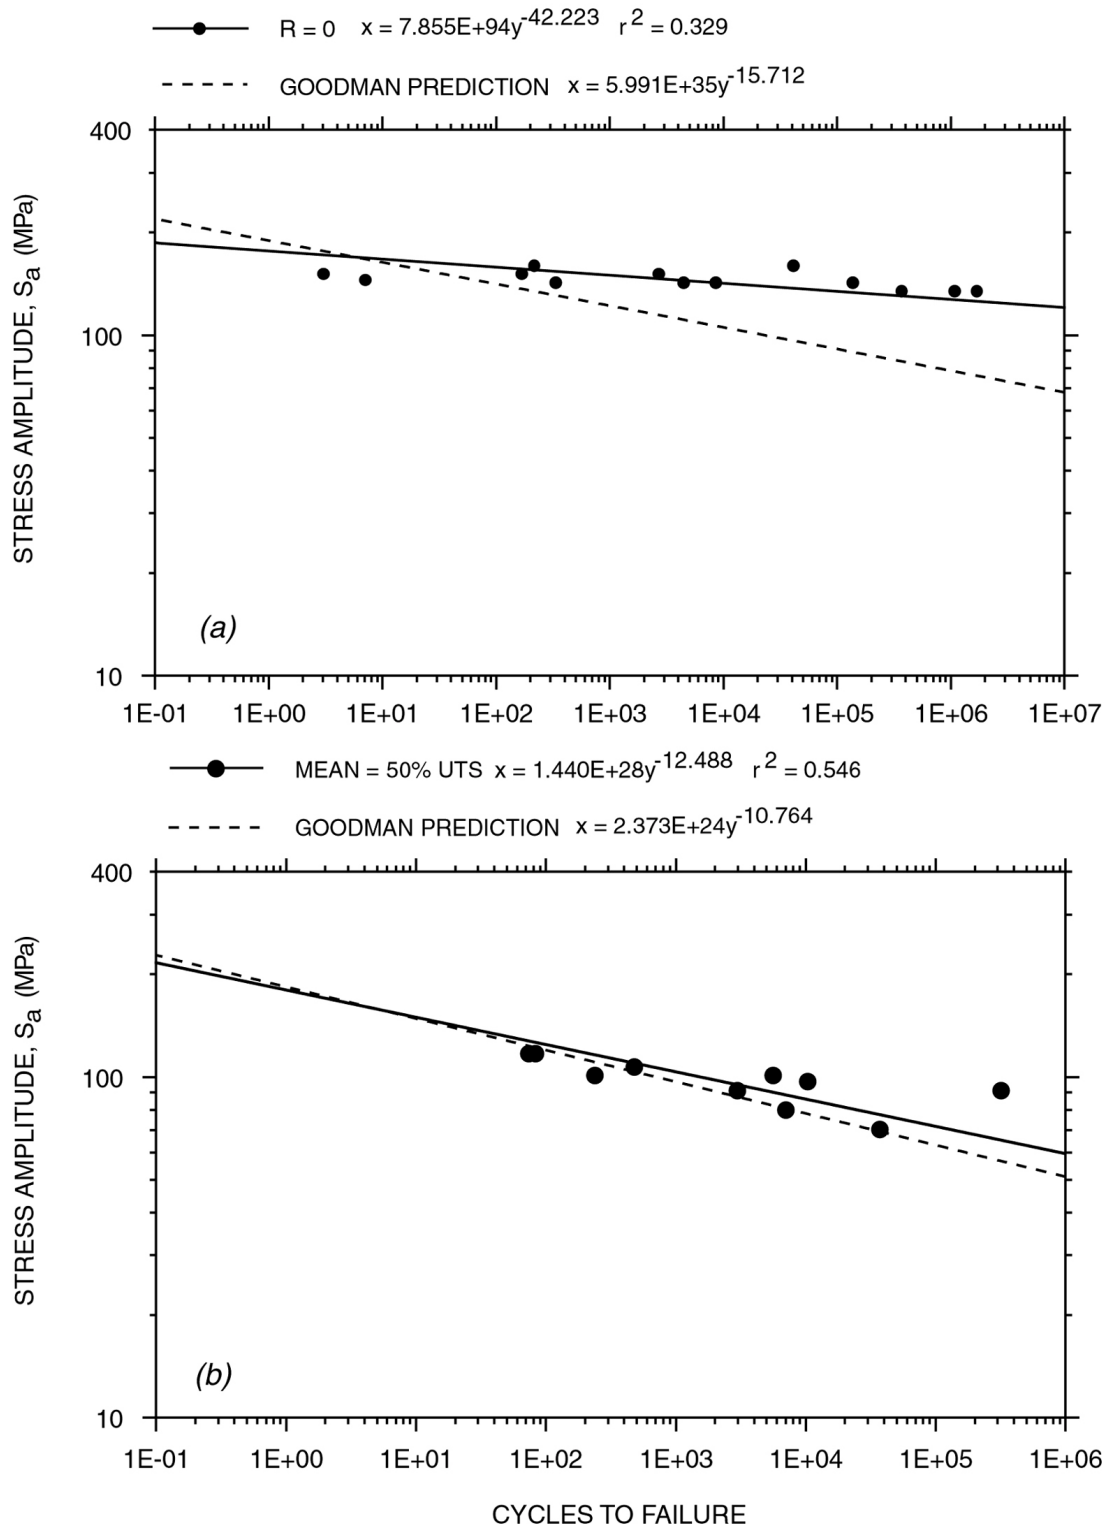 R = 0 x = 7.855E+94y-42.223 r2 = 0.329
GOODMAN PREDICTION x = 5.991E+35y-15.712
400
100
10
STRESS AMPLITUDE, Sa (MPa)
(a)
1E-01 1E+00 1E+01 1E+02 1E+03 1E+04 1E+05 1E+06 1E+07
MEAN = 50% UTS x = 1.440E+28y-12.488 r2 = 0.546
GOODMAN PREDICTION x = 2.373E+24y-10.764
400
100
10
STRESS AMPLITUDE, Sa (MPa)
(b)
1E-01 1E+00 1E+01 1E+02 1E+03 1E+04 1E+05 1E+06
CYCLES TO FAILURE